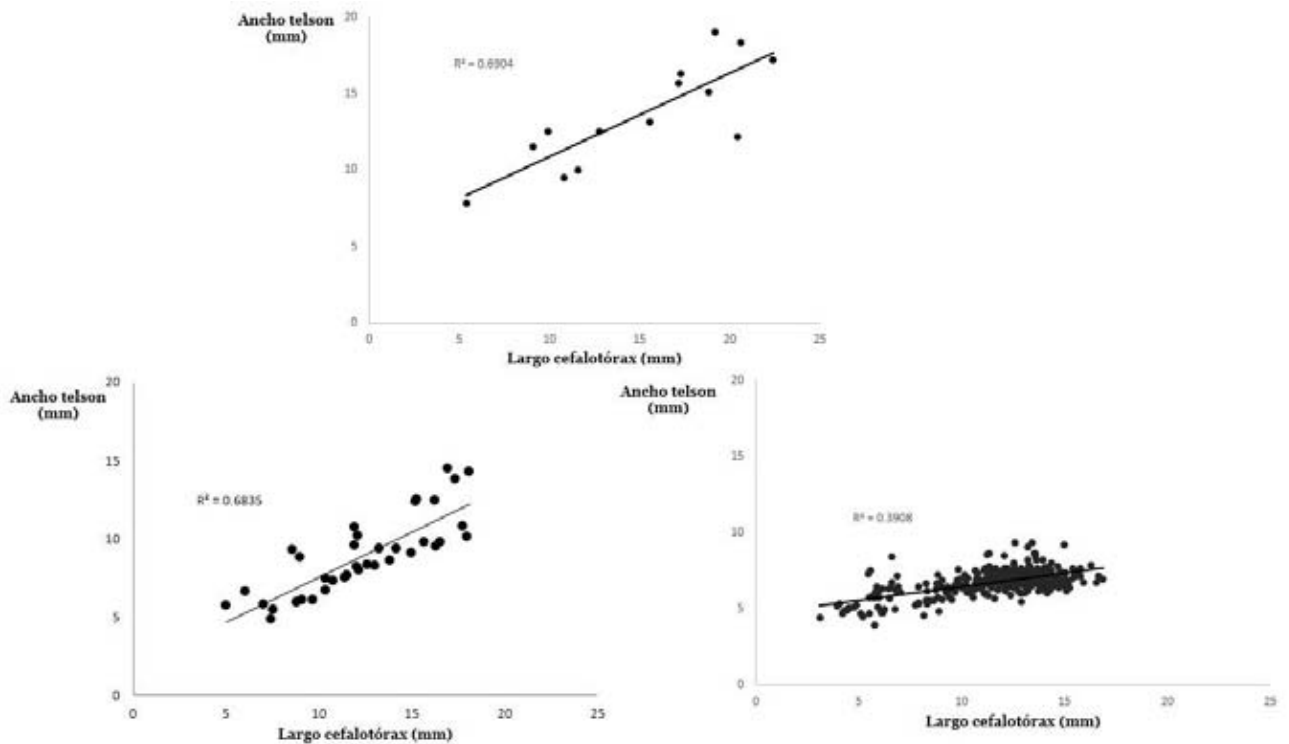 Ancho telson
(mm)
20
15
10
5
0
R² = 0.6904
0 5 10 15 20 25
Largo cefalotórax (mm)
Ancho telson
(mm)
20
15
10
5
0
R² = 0.6835
0 5 10 15 20 25
Largo cefalotórax (mm)
Ancho telson
(mm)
20
15
10
5
0
R² = 0.3908
0 5 10 15 20 25
Largo cefalotórax (mm)